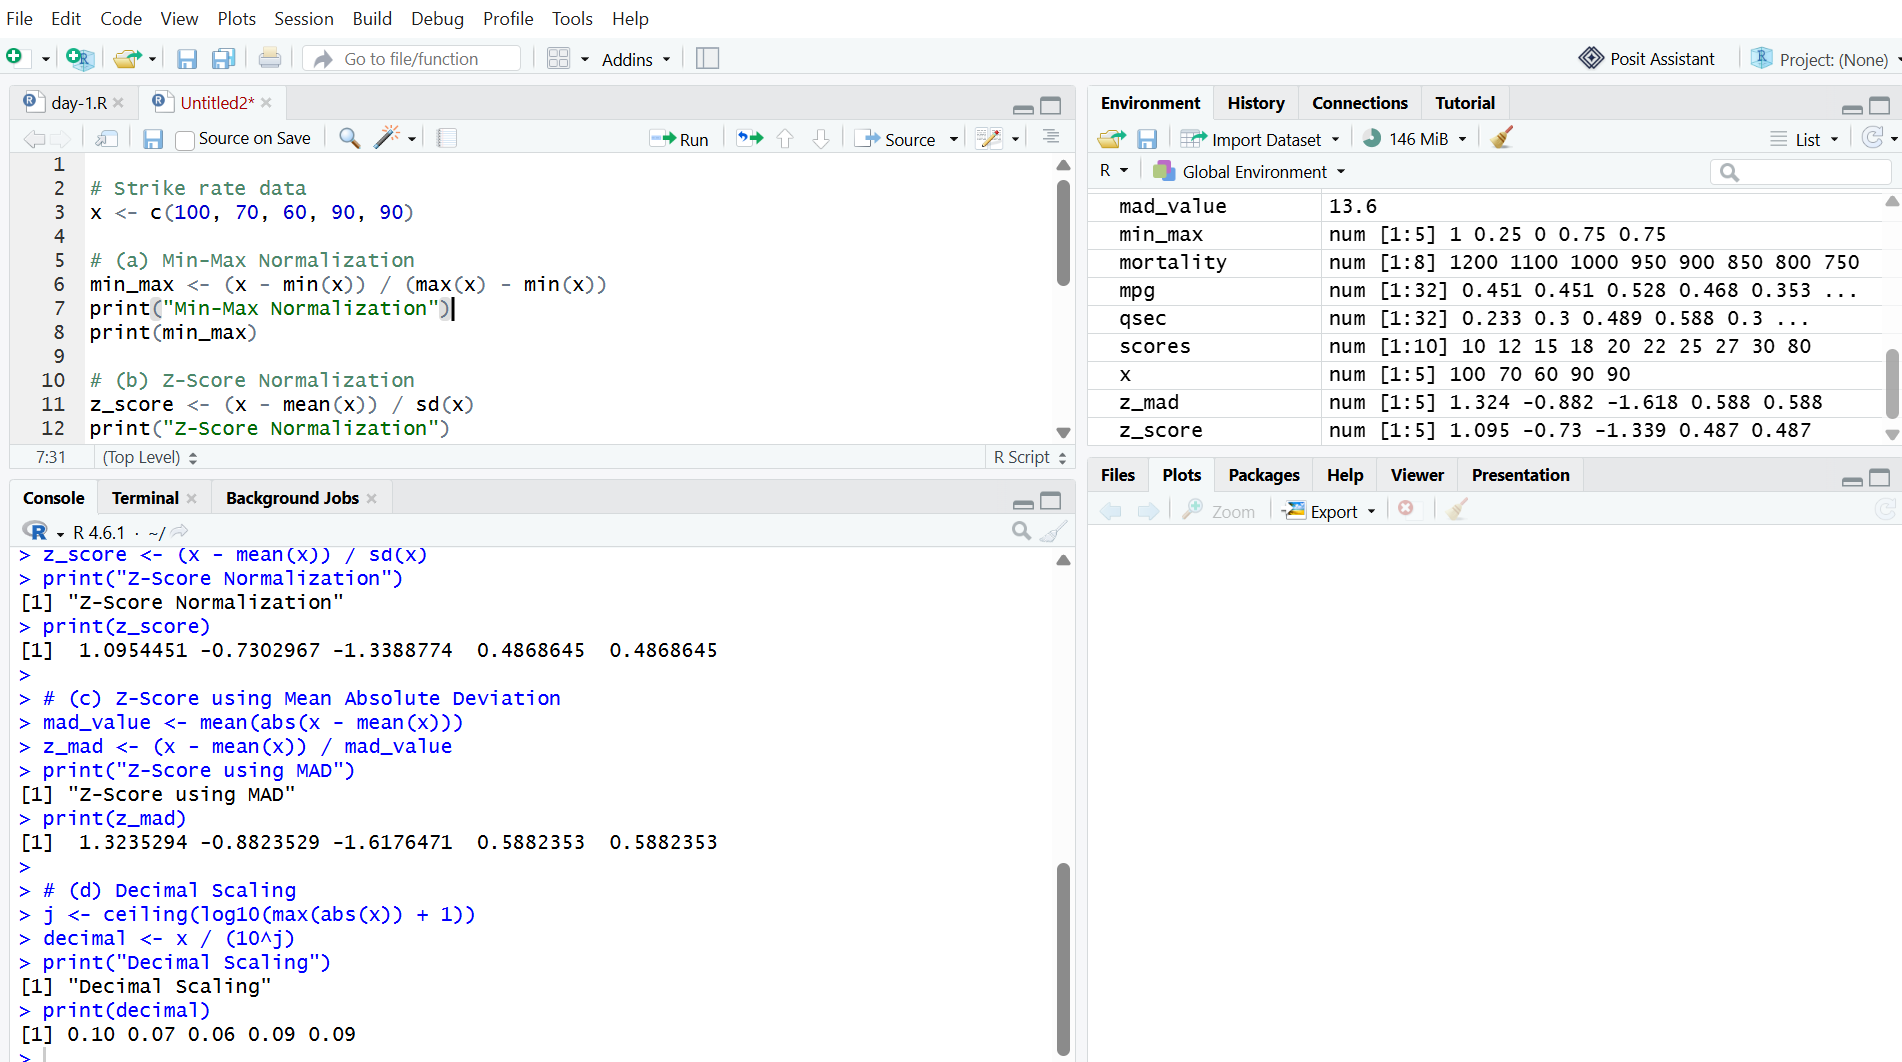 File Edit Code View Plots Session Build Debug Profile Tools Help
Go to file/function Addins Posit Assistant Project: (None)
day-1.R Untitled2*
Source on Save Run Source
1
2 # Strike rate data
3 x <- c(100, 70, 60, 90, 90)
4
5 # (a) Min-Max Normalization
6 min_max <- (x - min(x)) / (max(x) - min(x))
7 print("Min-Max Normalization")
8 print(min_max)
9
10 # (b) Z-Score Normalization
11 z_score <- (x - mean(x)) / sd(x)
12 print("Z-Score Normalization")
7:31 (Top Level) R Script
Console Terminal Background Jobs
R 4.6.1 · ~/
> z_score <- (x - mean(x)) / sd(x)
> print("Z-Score Normalization")
[1] "Z-Score Normalization"
> print(z_score)
[1]  1.0954451 -0.7302967 -1.3388774  0.4868645  0.4868645
>
> # (c) Z-Score using Mean Absolute Deviation
> mad_value <- mean(abs(x - mean(x)))
> z_mad <- (x - mean(x)) / mad_value
> print("Z-Score using MAD")
[1] "Z-Score using MAD"
> print(z_mad)
[1]  1.3235294 -0.8823529 -1.6176471  0.5882353  0.5882353
>
> # (d) Decimal Scaling
> j <- ceiling(log10(max(abs(x)) + 1))
> decimal <- x / (10^j)
> print("Decimal Scaling")
[1] "Decimal Scaling"
> print(decimal)
[1] 0.10 0.07 0.06 0.09 0.09
>
Environment History Connections Tutorial
Import Dataset 146 MiB List
R Global Environment
mad_value 13.6
min_max num [1:5] 1 0.25 0 0.75 0.75
mortality num [1:8] 1200 1100 1000 950 900 850 800 750
mpg num [1:32] 0.451 0.451 0.528 0.468 0.353 ...
qsec num [1:32] 0.233 0.3 0.489 0.588 0.3 ...
scores num [1:10] 10 12 15 18 20 22 25 27 30 80
x num [1:5] 100 70 60 90 90
z_mad num [1:5] 1.324 -0.882 -1.618 0.588 0.588
z_score num [1:5] 1.095 -0.73 -1.339 0.487 0.487
Files Plots Packages Help Viewer Presentation
Zoom Export